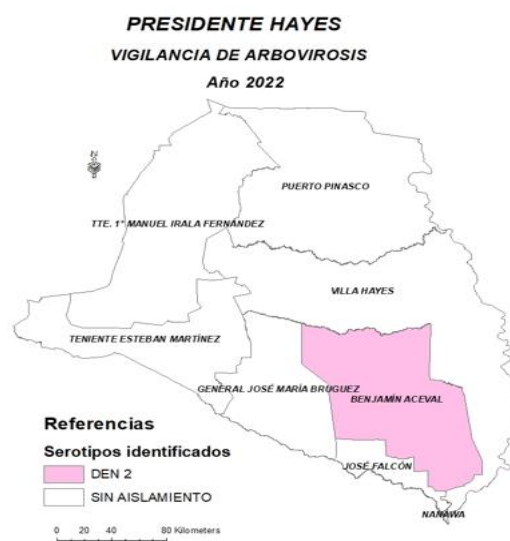 PRESIDENTE HAYES
VIGILANCIA DE ARBOVIROSIS
Año 2022
PUERTO PINASCO
TTE. 1° MANUEL IRALA FERNÁNDEZ
VILLA HAYES
TENIENTE ESTEBAN MARTÍNEZ
GENERAL JOSÉ MARÍA BRUGUEZ
BENJAMÍN ACEVAL
JOSÉ FALCÓN
NANAWA
Referencias
Serotipos identificados
DEN 2
SIN AISLAMIENTO
0 20 40 80 Kilometers